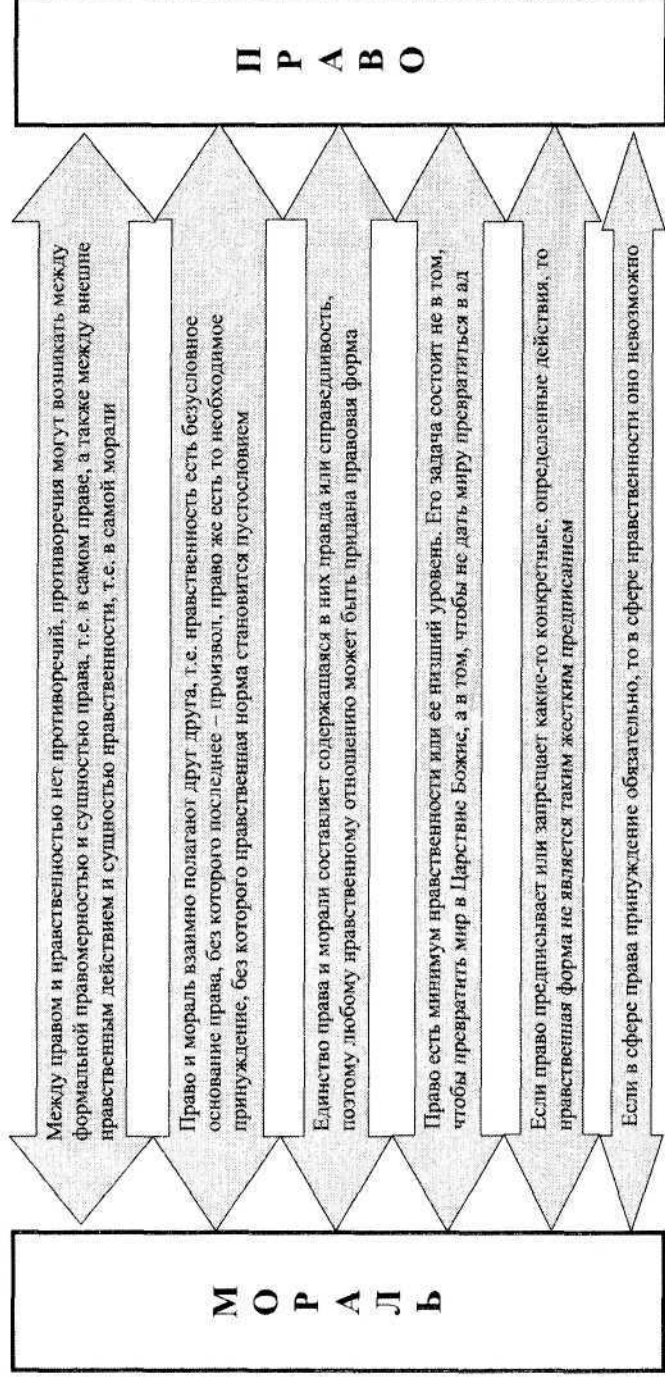 МОРАЛЬ
Между правом и нравственностью нет противоречий, противоречия могут возникать между
формальной правомерностью и сущностью права, т.е. в самом праве, а также между внешне
нравственным действием и сущностью нравственности, т.е. в самой морали
Право и мораль взаимно полагают друг друга, т.е. нравственность есть безусловное
основание права, без которого последнее – произвол, право же есть то необходимое
принуждение, без которого нравственная норма становится пустословием
Единство права и морали составляет содержащаяся в них правда или справедливость,
поэтому любому нравственному отношению может быть придана правовая форма
Право есть минимум нравственности или ее низший уровень. Его задача состоит не в том,
чтобы превратить мир в Царствие Божие, а в том, чтобы не дать миру превратиться в ад
Если право предписывает или запрещает какие-то конкретные, определенные действия, то
нравственная форма не является таким жестким предписанием
Если в сфере права принуждение обязательно, то в сфере нравственности оно невозможно
ПРАВО